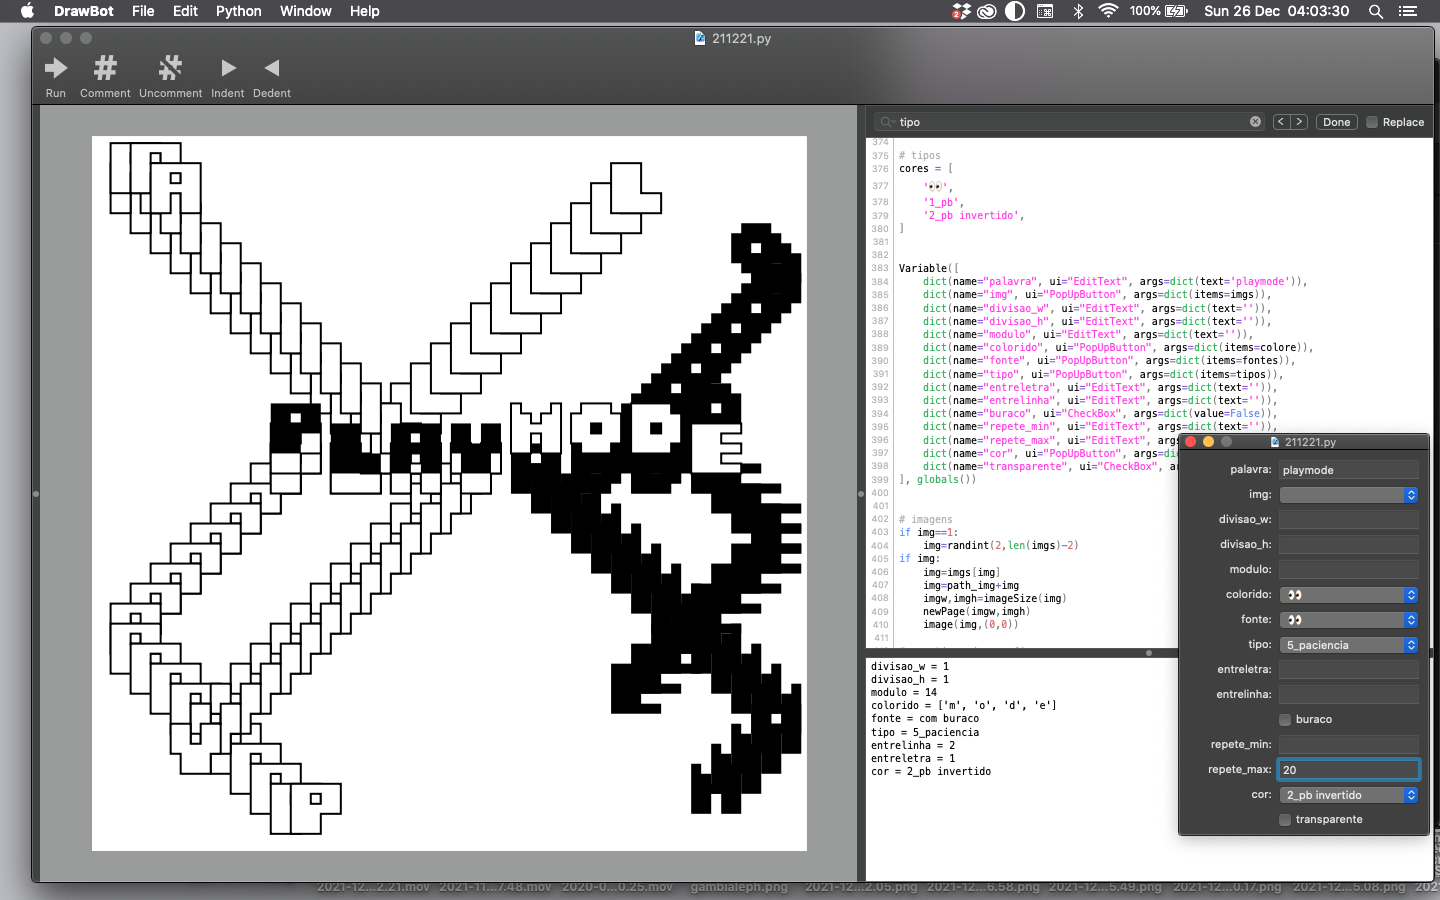 DrawBot File Edit Python Window Help
2
100% Sun 26 Dec 04:03:30
211221.py
Run Comment Uncomment Indent Dedent
tipo
< > Done Replace
374
375 # tipos
376 cores = [
377 '👀',
378 '1_pb',
379 '2_pb invertido',
380 ]
381
382
383 Variable([
384 dict(name="palavra", ui="EditText", args=dict(text='playmode')),
385 dict(name="img", ui="PopUpButton", args=dict(items=imgs)),
386 dict(name="divisao_w", ui="EditText", args=dict(text='')),
387 dict(name="divisao_h", ui="EditText", args=dict(text='')),
388 dict(name="modulo", ui="EditText", args=dict(text='')),
389 dict(name="colorido", ui="PopUpButton", args=dict(items=colore)),
390 dict(name="fonte", ui="PopUpButton", args=dict(items=fontes)),
391 dict(name="tipo", ui="PopUpButton", args=dict(items=tipos)),
392 dict(name="entreletra", ui="EditText", args=dict(text='')),
393 dict(name="entrelinha", ui="EditText", args=dict(text='')),
394 dict(name="buraco", ui="CheckBox", args=dict(value=False)),
395 dict(name="repete_min", ui="EditText", args=dict(text='')),
396 dict(name="repete_max", ui="EditText", arg
397 dict(name="cor", ui="PopUpButton", args=di
398 dict(name="transparente", ui="CheckBox", a
399 ], globals())
400
401
402 # imagens
403 if img==1:
404 img=randint(2,len(imgs)-2)
405 if img:
406 img=imgs[img]
407 img=path_img+img
408 imgw,imgh=imageSize(img)
409 newPage(imgw,imgh)
410 image(img,(0,0))
411
divisao_w = 1
divisao_h = 1
modulo = 14
colorido = ['m', 'o', 'd', 'e']
fonte = com buraco
tipo = 5_paciencia
entrelinha = 2
entreletra = 1
cor = 2_pb invertido
211221.py
palavra: playmode
img:
divisao_w:
divisao_h:
modulo:
colorido: 👀
fonte: 👀
tipo: 5_paciencia
entreletra:
entrelinha:
buraco
repete_min:
repete_max: 20
cor: 2_pb invertido
transparente
PLAYMODE
2021-12...2.21.mov 2021-11...7.48.mov 2020-0...0.25.mov gambialeph.png 2021-12...2.05.png 2021-12...6.58.png 2021-12...5.49.png 2021-12...0.17.png 2021-12...5.08.png